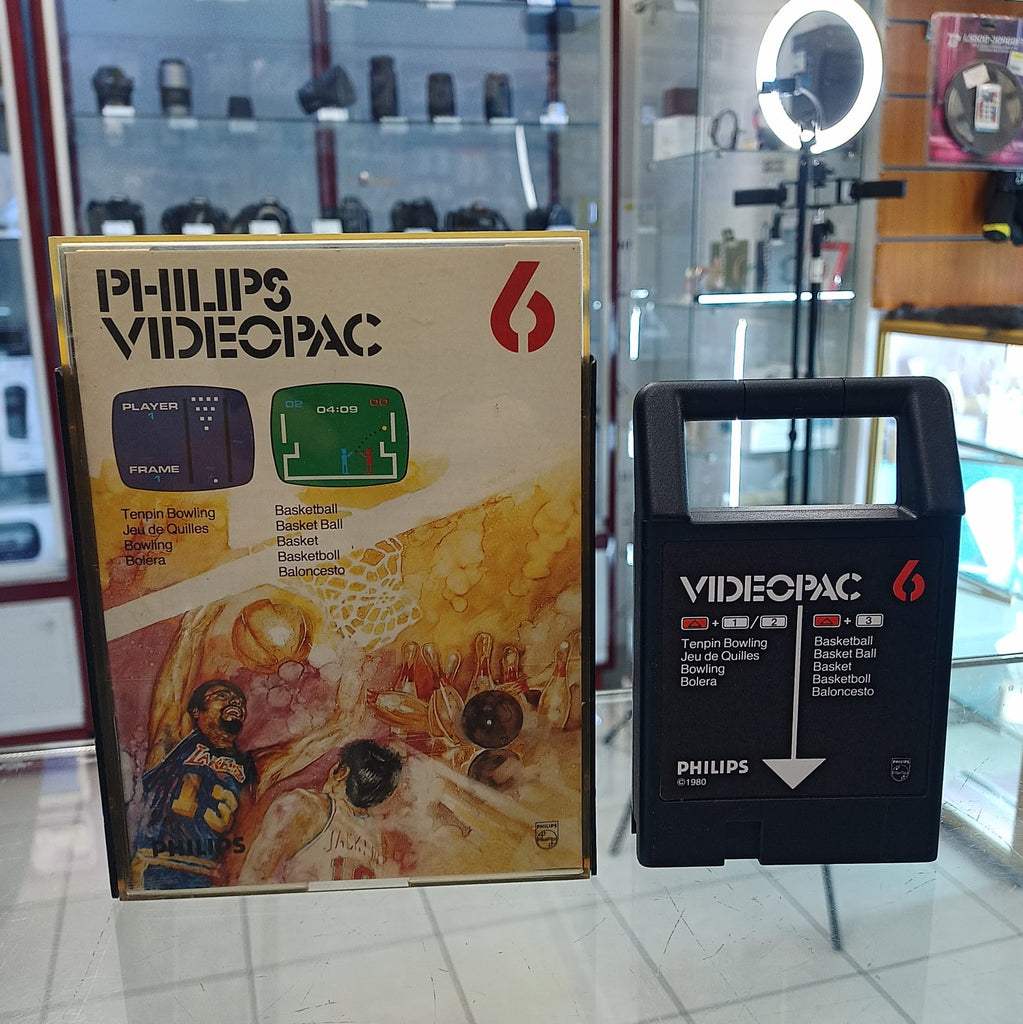 PHILIPS
VIDEOPAC
6
PLAYER
1
FRAME
1
02
04:09
00
Tenpin Bowling
Jeu de Quilles
Bowling
Bolera
Basketball
Basket Ball
Basket
Basketboll
Baloncesto
LAKERS
13
PHILIPS
PHILIPS
VIDEOPAC
6
+ 1 / 2
+ 3
Tenpin Bowling
Jeu de Quilles
Bowling
Bolera
Basketball
Basket Ball
Basket
Basketboll
Baloncesto
PHILIPS
©1980
PHILIPS